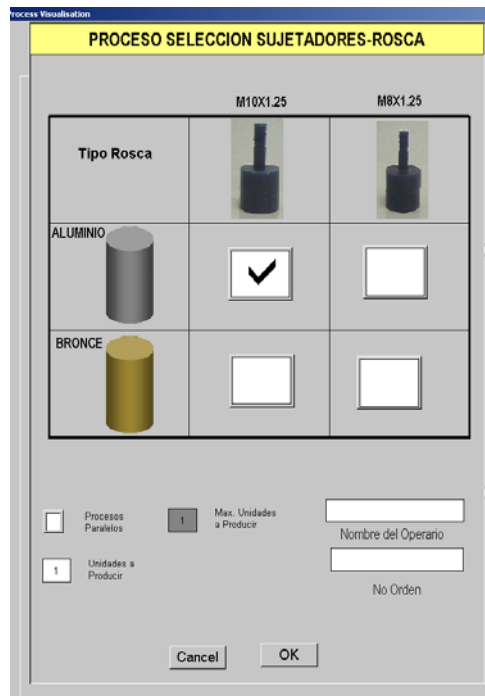 Process Visualisation
PROCESO SELECCION SUJETADORES-ROSCA
M10X1.25 M8X1.25
Tipo Rosca
ALUMINIO
BRONCE
Procesos
Paralelos
1
Max. Unidades
a Producir
Nombre del Operario
1
Unidades a
Producir
No Orden
Cancel OK